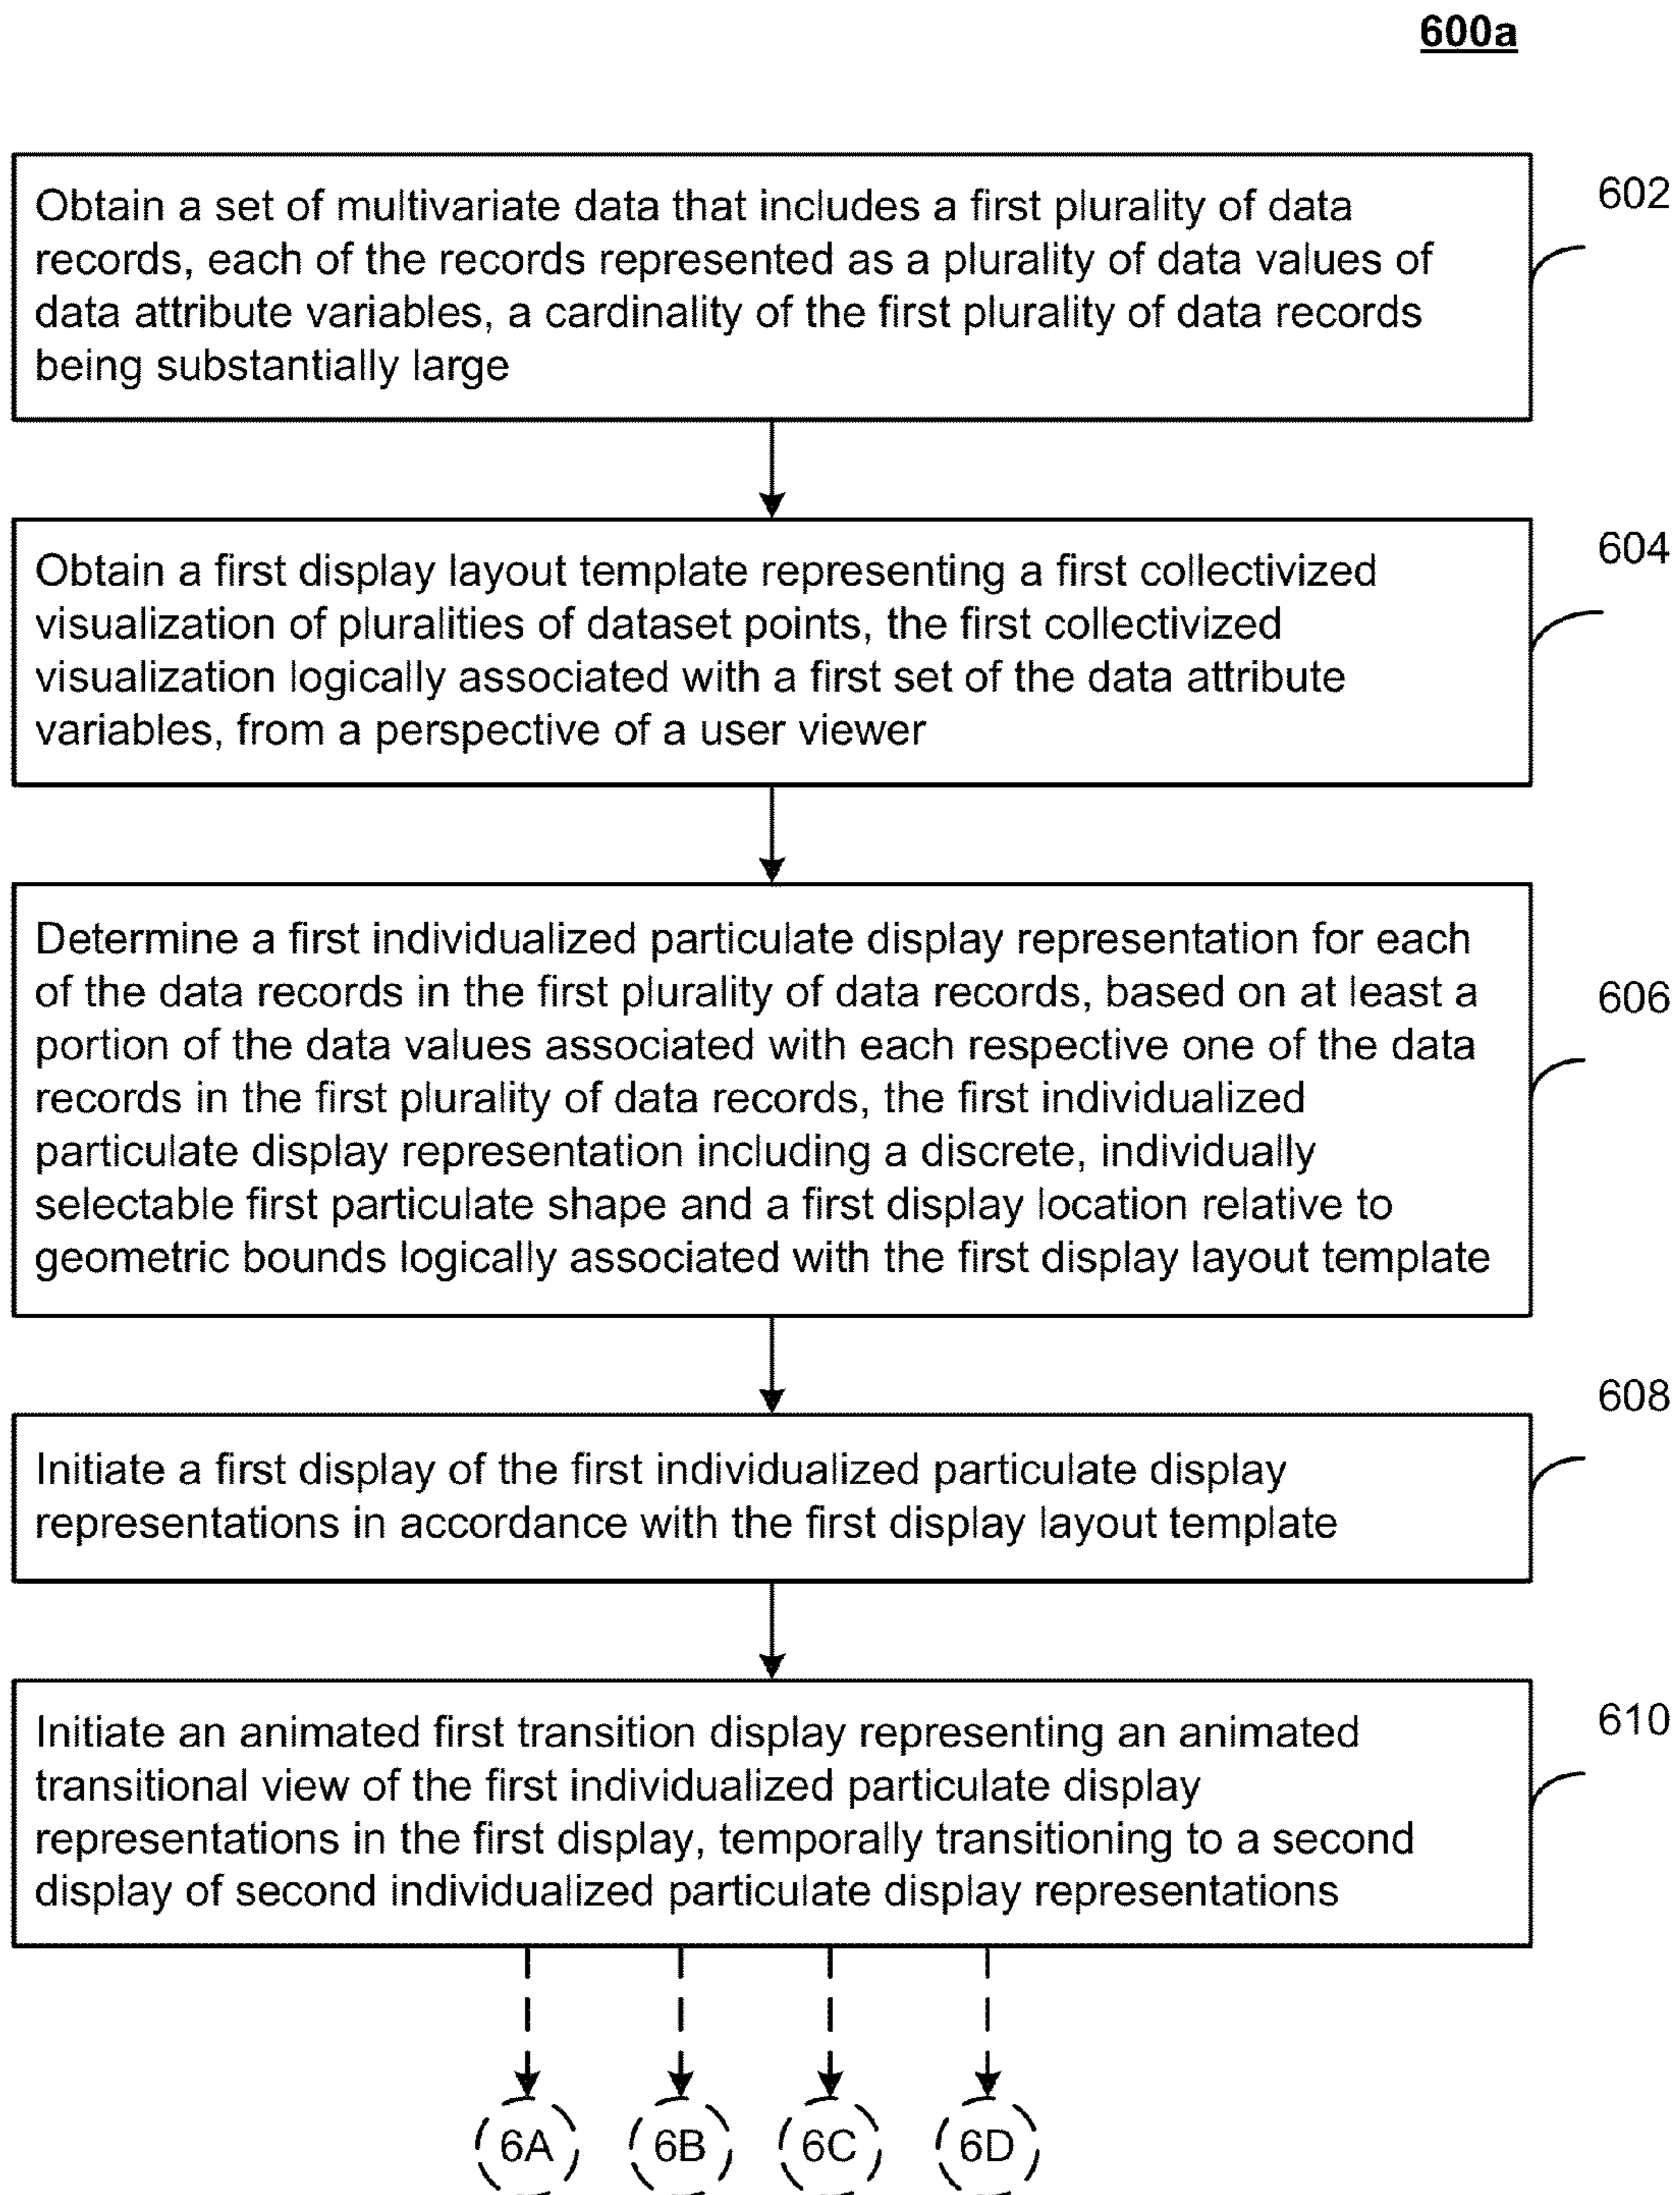 600a
Obtain a set of multivariate data that includes a first plurality of data
records, each of the records represented as a plurality of data values of
data attribute variables, a cardinality of the first plurality of data records
being substantially large
602
Obtain a first display layout template representing a first collectivized
visualization of pluralities of dataset points, the first collectivized
visualization logically associated with a first set of the data attribute
variables, from a perspective of a user viewer
604
Determine a first individualized particulate display representation for each
of the data records in the first plurality of data records, based on at least a
portion of the data values associated with each respective one of the data
records in the first plurality of data records, the first individualized
particulate display representation including a discrete, individually
selectable first particulate shape and a first display location relative to
geometric bounds logically associated with the first display layout template
606
Initiate a first display of the first individualized particulate display
representations in accordance with the first display layout template
608
Initiate an animated first transition display representing an animated
transitional view of the first individualized particulate display
representations in the first display, temporally transitioning to a second
display of second individualized particulate display representations
610
6A 6B 6C 6D